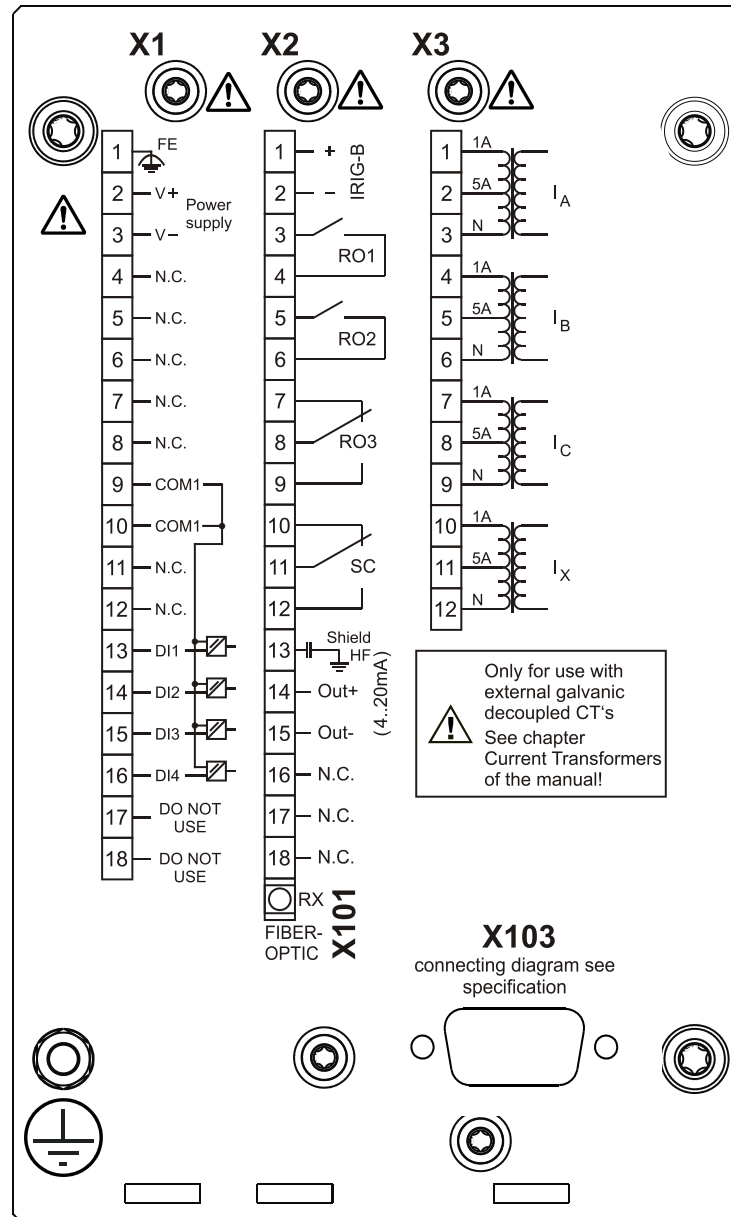 X1 X2 X3
1 FE
2 V+
Power
supply
3 V–
4 N.C.
5 N.C.
6 N.C.
7 N.C.
8 N.C.
9 COM1
10 COM1
11 N.C.
12 N.C.
13 DI1
14 DI2
15 DI3
16 DI4
17 DO NOT
USE
18 DO NOT
USE
1 +
2 –
IRIG-B
3
RO1
4
5
RO2
6
7
8 RO3
9
10
11 SC
12
13 Shield
HF
14 Out+
15 Out-
(4..20mA)
16 N.C.
17 N.C.
18 N.C.
RX
FIBER-
OPTIC
X101
1 1A
2 5A IA
3 N
4 1A
5 5A IB
6 N
7 1A
8 5A IC
9 N
10 1A
11 5A IX
12 N
Only for use with
external galvanic
decoupled CT‘s
See chapter
Current Transformers
of the manual!
X103
connecting diagram see
specification